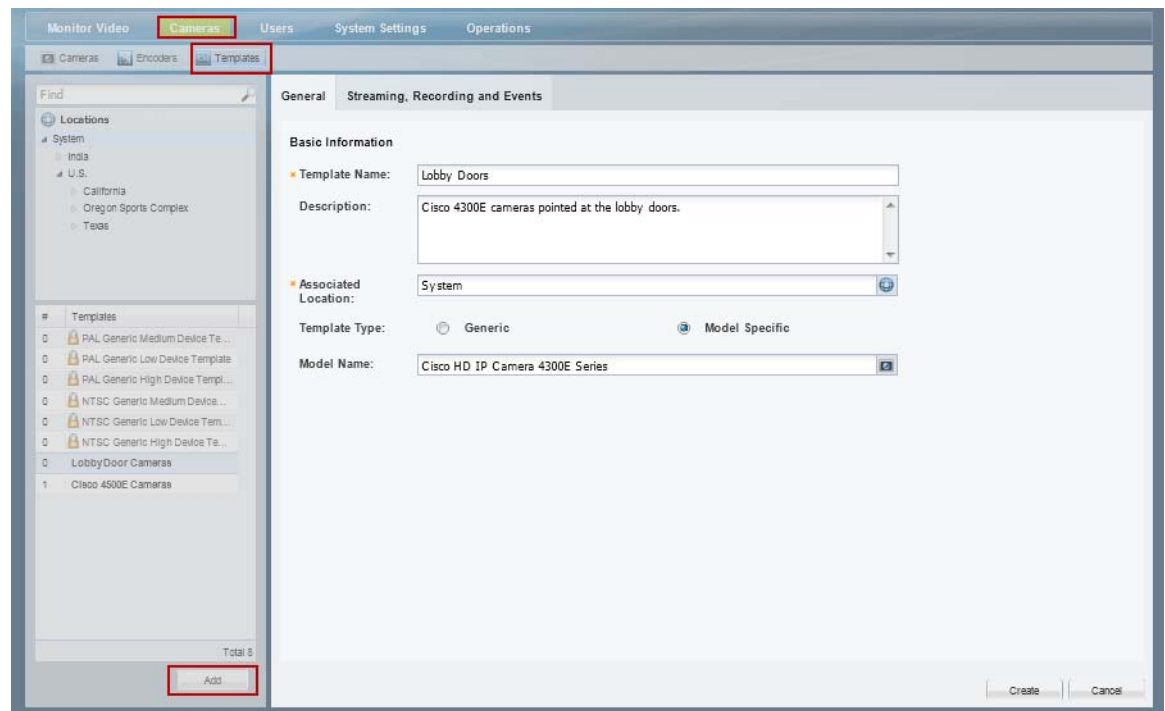 Monitor Video Cameras Users System Settings Operations
Cameras Encoders Templates
Find
Locations
System
India
U.S.
California
Oregon Sports Complex
Texas
# Templates
0 PAL Generic Medium Device Te...
0 PAL Generic Low Device Template
0 PAL Generic High Device Templ...
0 NTSC Generic Medium Device...
0 NTSC Generic Low Device Tem...
0 NTSC Generic High Device Te...
0 LobbyDoor Cameras
1 Cisco 4500E Cameras
Total 8
Add
General Streaming, Recording and Events
Basic Information
* Template Name: Lobby Doors
Description: Cisco 4300E cameras pointed at the lobby doors.
* Associated
Location: System
Template Type: Generic Model Specific
Model Name: Cisco HD IP Camera 4300E Series
Create Cancel